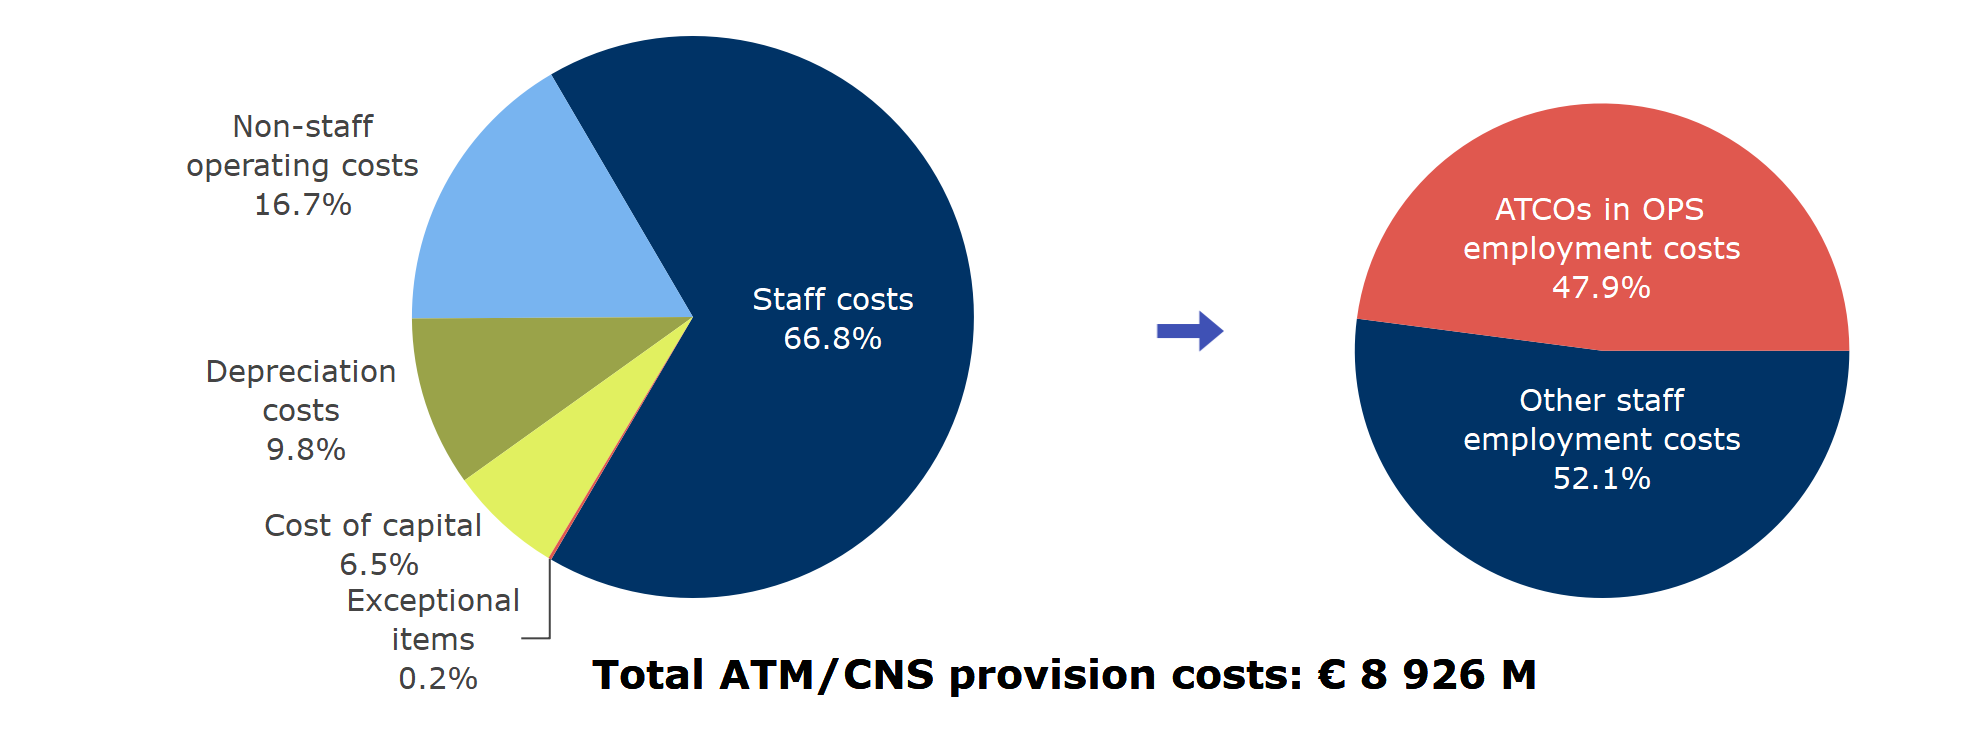 Non-staff
operating costs
16.7%
Staff costs
66.8%
Depreciation
costs
9.8%
Cost of capital
6.5%
Exceptional
items
0.2%
ATCOs in OPS
employment costs
47.9%
Other staff
employment costs
52.1%
Total ATM/CNS provision costs: € 8 926 M